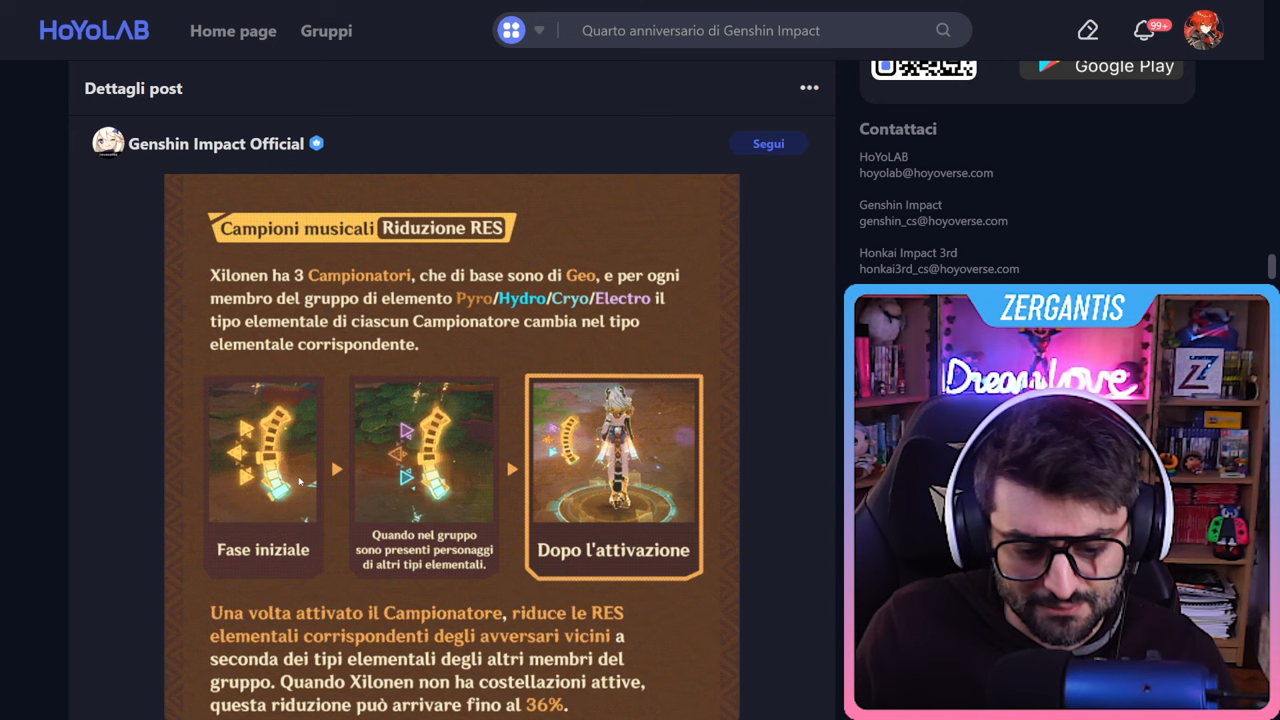 HoYoLAB
Home page
Gruppi
Quarto anniversario di Genshin Impact
99+
Dettagli post
•••
Google Play
Genshin Impact Official
Segui
Campioni musicali Riduzione RES
Xilonen ha 3 Campionatori, che di base sono di Geo, e per ogni
membro del gruppo di elemento Pyro/Hydro/Cryo/Electro il
tipo elementale di ciascun Campionatore cambia nel tipo
elementale corrispondente.
Fase iniziale
Quando nel gruppo
sono presenti personaggi
di altri tipi elementali.
Dopo l'attivazione
Una volta attivato il Campionatore, riduce le RES
elementali corrispondenti degli avversari vicini a
seconda dei tipi elementali degli altri membri del
gruppo. Quando Xilonen non ha costellazioni attive,
questa riduzione può arrivare fino al 36%.
Contattaci
HoYoLAB
hoyolab@hoyoverse.com
Genshin Impact
genshin_cs@hoyoverse.com
Honkai Impact 3rd
honkai3rd_cs@hoyoverse.com
ZERGANTIS
Dream Love